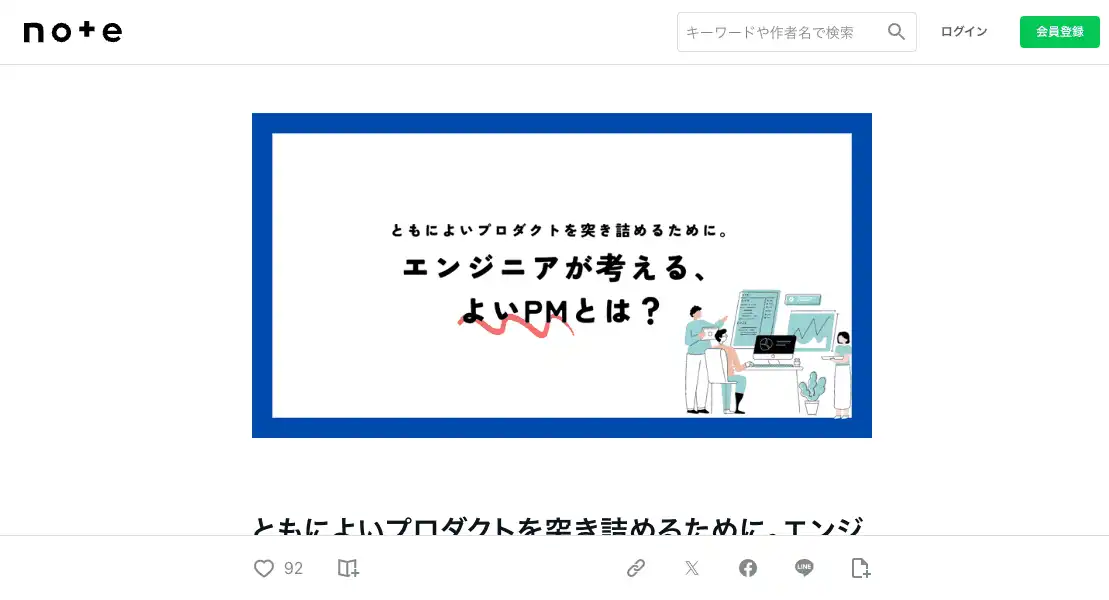 note
キーワードや作者名で検索
ログイン
会員登録
ともによいプロダクトを突き詰めるために。
エンジニアが考える、
よいPMとは？
ともによいプロダクトを突き詰めるために。エンジ
92
LINE